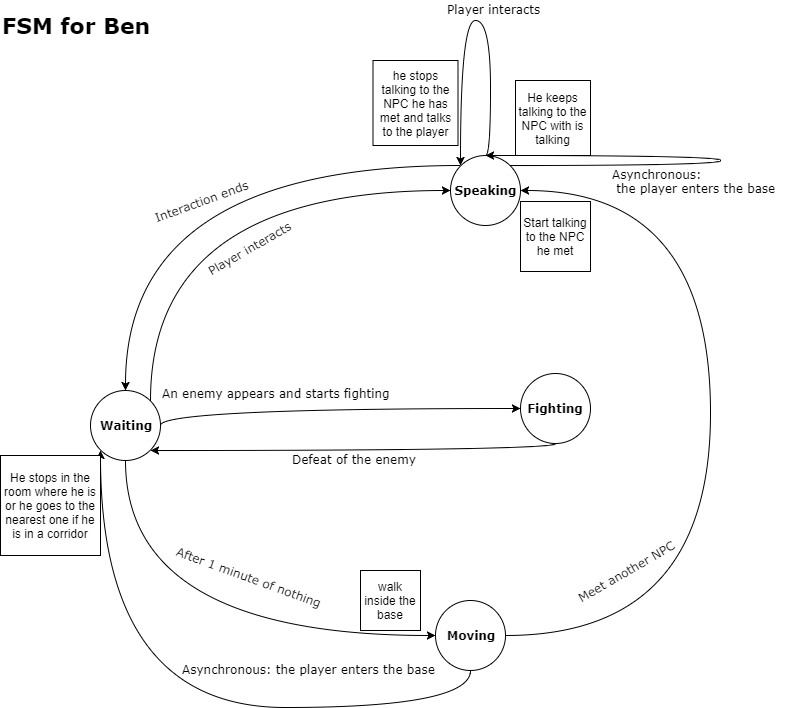 Player interacts
FSM for Ben
he stops
talking to the
NPC he has
met and talks
to the player
He keeps
talking to the
NPC with is
talking
Asynchronous:
the player enters the base
Interaction ends
Speaking
Player interacts
Start talking
to the NPC
he met
An enemy appears and starts fighting
Fighting
Waiting
Defeat of the enemy
He stops in the
room where he is
or he goes to the
nearest one if he
is in a corridor
After 1 minute of nothing
Meet another NPC
walk
inside the
base
Moving
Asynchronous: the player enters the base